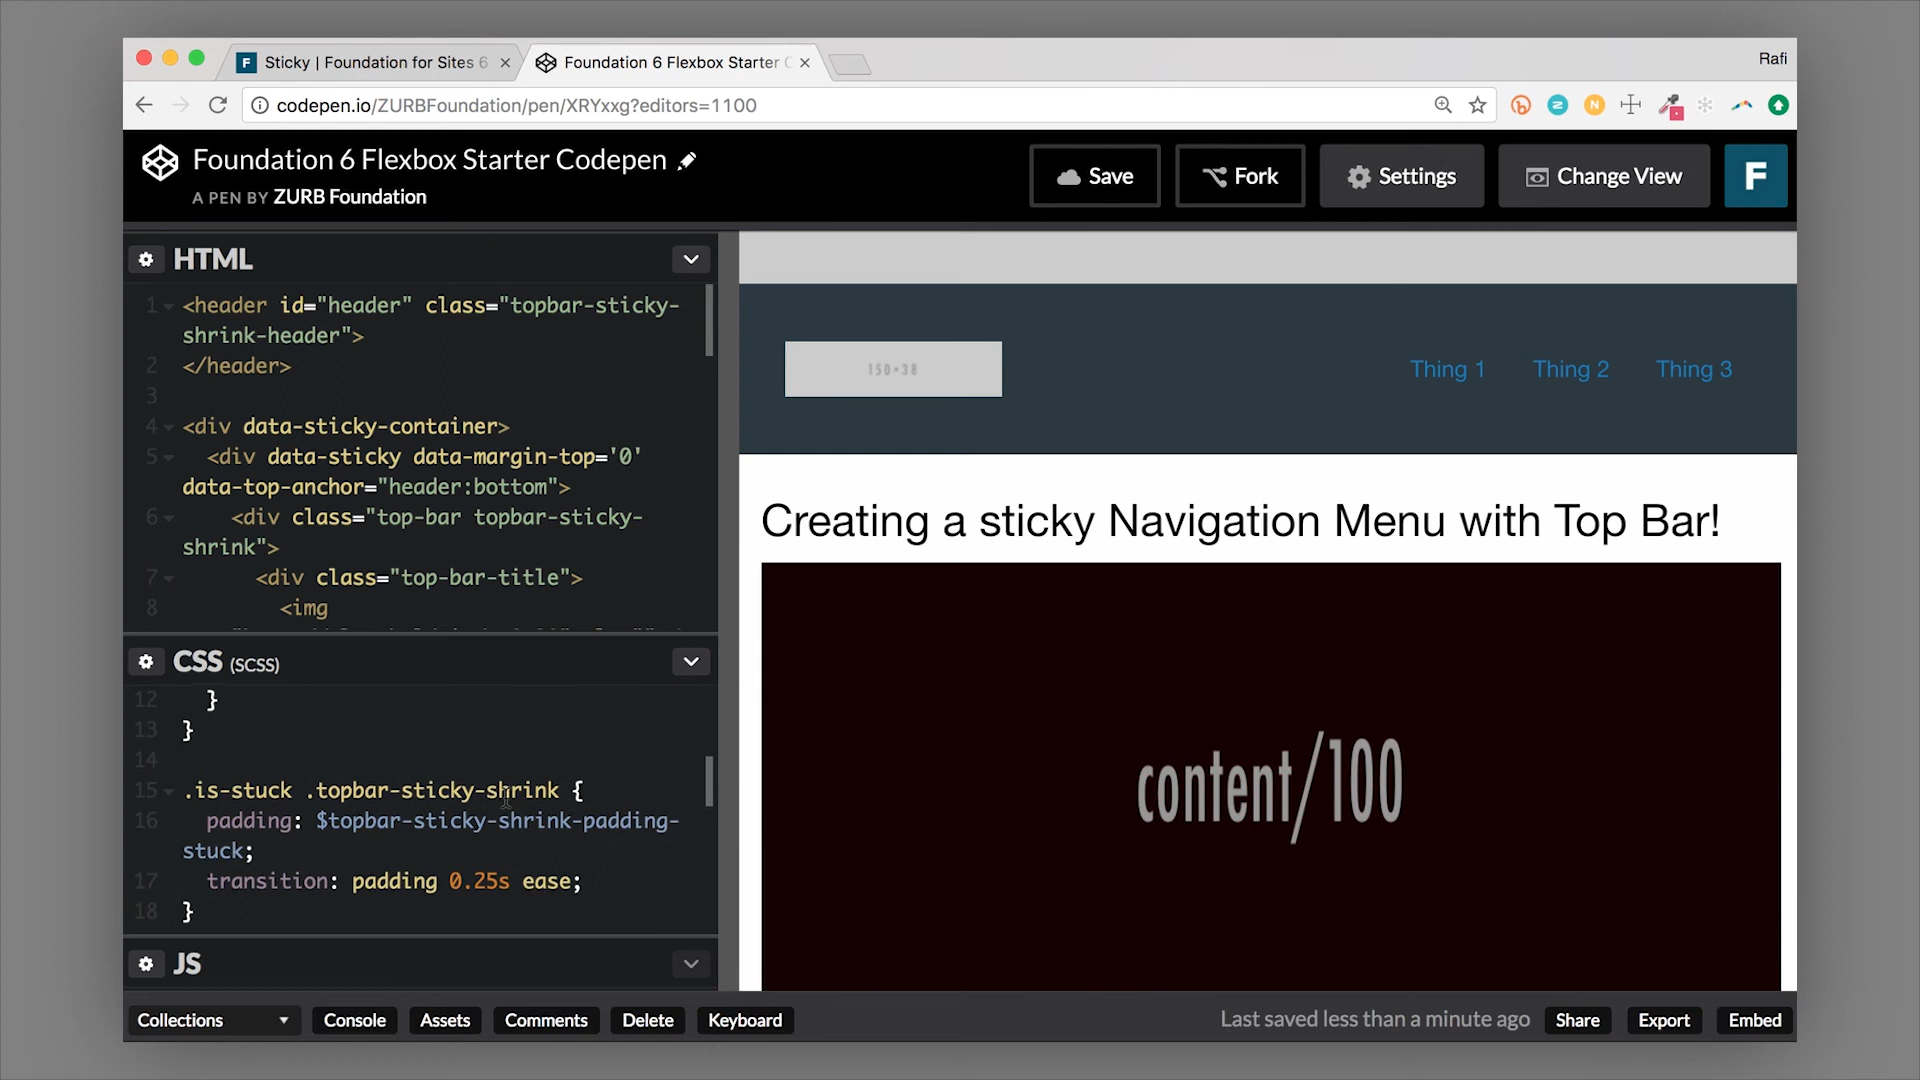 Sticky | Foundation for Sites 6
Foundation 6 Flexbox Starter C
Rafi
codepen.io/ZURBFoundation/pen/XRYxxg?editors=1100
Foundation 6 Flexbox Starter Codepen
A PEN BY ZURB Foundation
Save
Fork
Settings
Change View
F
HTML
1 <header id="header" class="topbar-sticky-
shrink-header">
2 </header>
3
4 <div data-sticky-container>
5 <div data-sticky data-margin-top='0'
data-top-anchor="header:bottom">
6 <div class="top-bar topbar-sticky-
shrink">
7 <div class="top-bar-title">
8 <img
CSS (SCSS)
12 }
13 }
14
15 .is-stuck .topbar-sticky-shrink {
16 padding: $topbar-sticky-shrink-padding-
stuck;
17 transition: padding 0.25s ease;
18 }
JS
150×38
Thing 1
Thing 2
Thing 3
Creating a sticky Navigation Menu with Top Bar!
content/100
Collections
Console
Assets
Comments
Delete
Keyboard
Last saved less than a minute ago
Share
Export
Embed